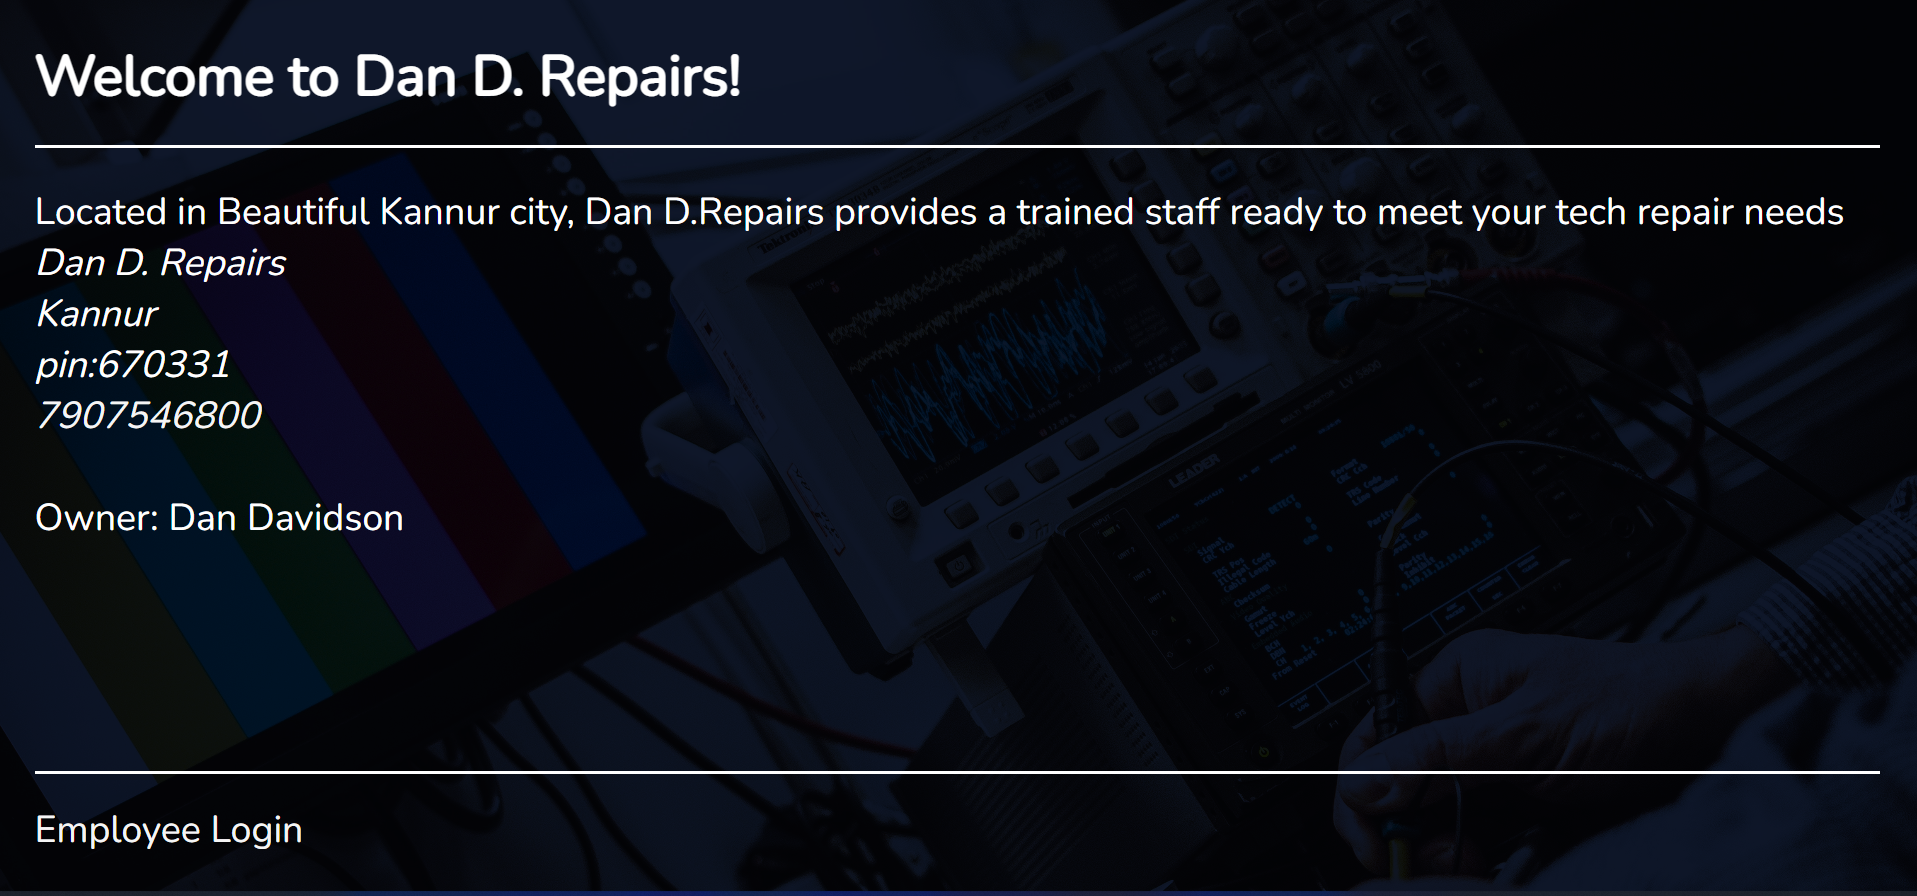 Welcome to Dan D. Repairs!
Located in Beautiful Kannur city, Dan D.Repairs provides a trained staff ready to meet your tech repair needs
Dan D. Repairs
Kannur
pin:670331
7907546800
Owner: Dan Davidson
LEADER
Employee Login